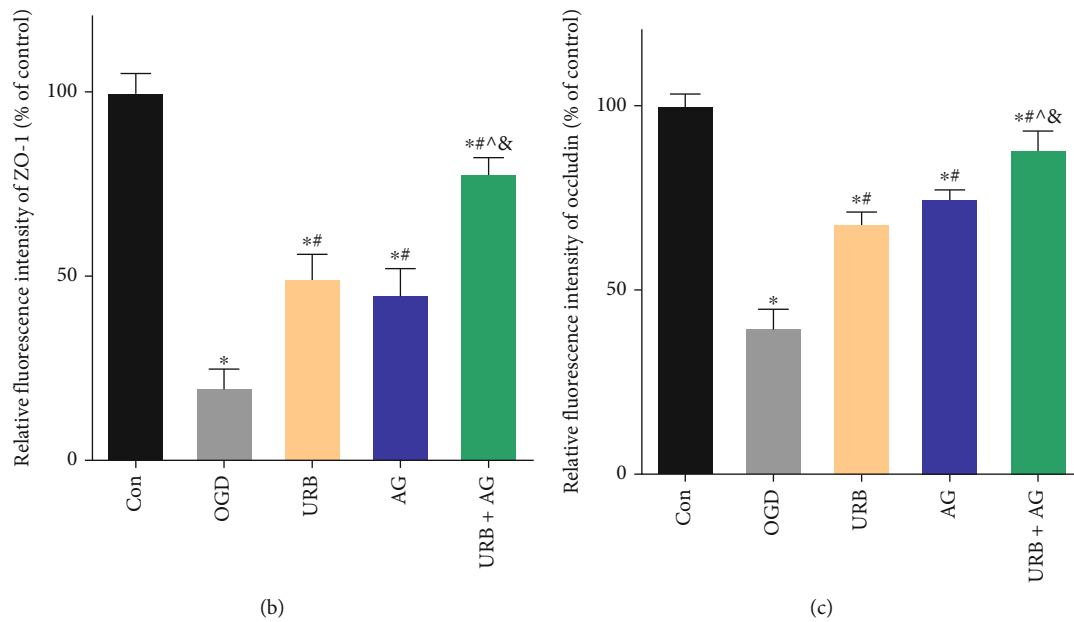 Relative fluorescence intensity of ZO-1 (% of control)
100
50
0
*
*#
*#
*#^&
Con
OGD
URB
AG
URB + AG
(b)
Relative fluorescence intensity of occludin (% of control)
100
50
0
*
*#
*#
*#^&
Con
OGD
URB
AG
URB + AG
(c)